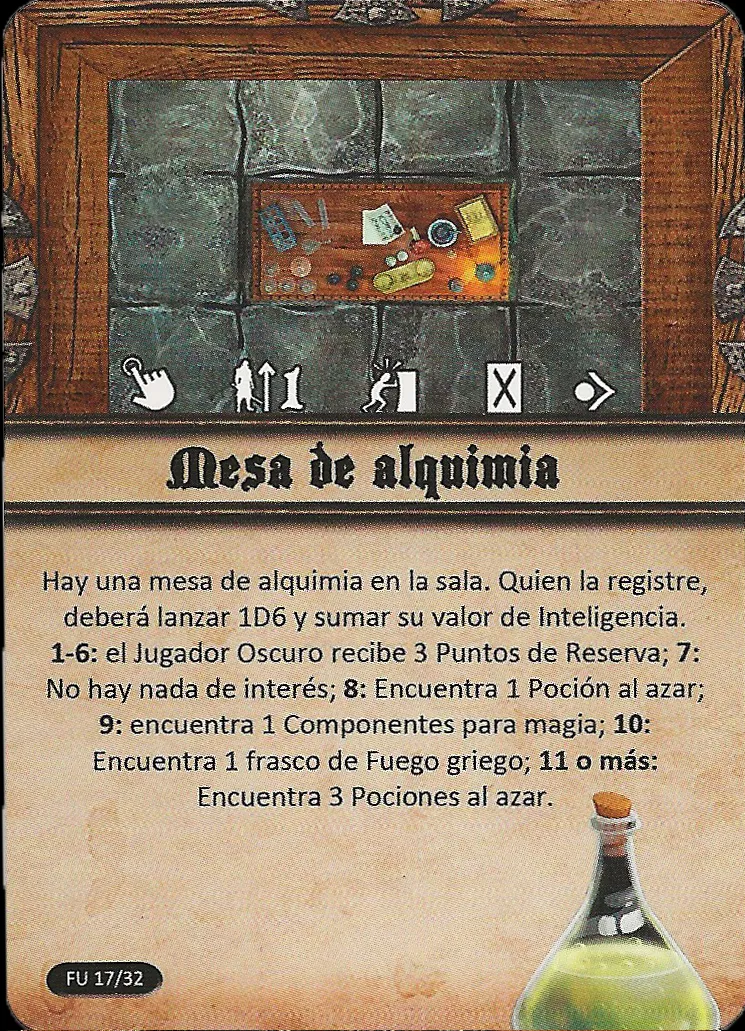 Mesa de alquimia
Hay una mesa de alquimia en la sala. Quien la registre,
deberá lanzar 1D6 y sumar su valor de Inteligencia.
1-6: el Jugador Oscuro recibe 3 Puntos de Reserva; 7:
No hay nada de interés; 8: Encuentra 1 Poción al azar;
9: encuentra 1 Componentes para magia; 10:
Encuentra 1 frasco de Fuego griego; 11 o más:
Encuentra 3 Pociones al azar.
FU 17/32